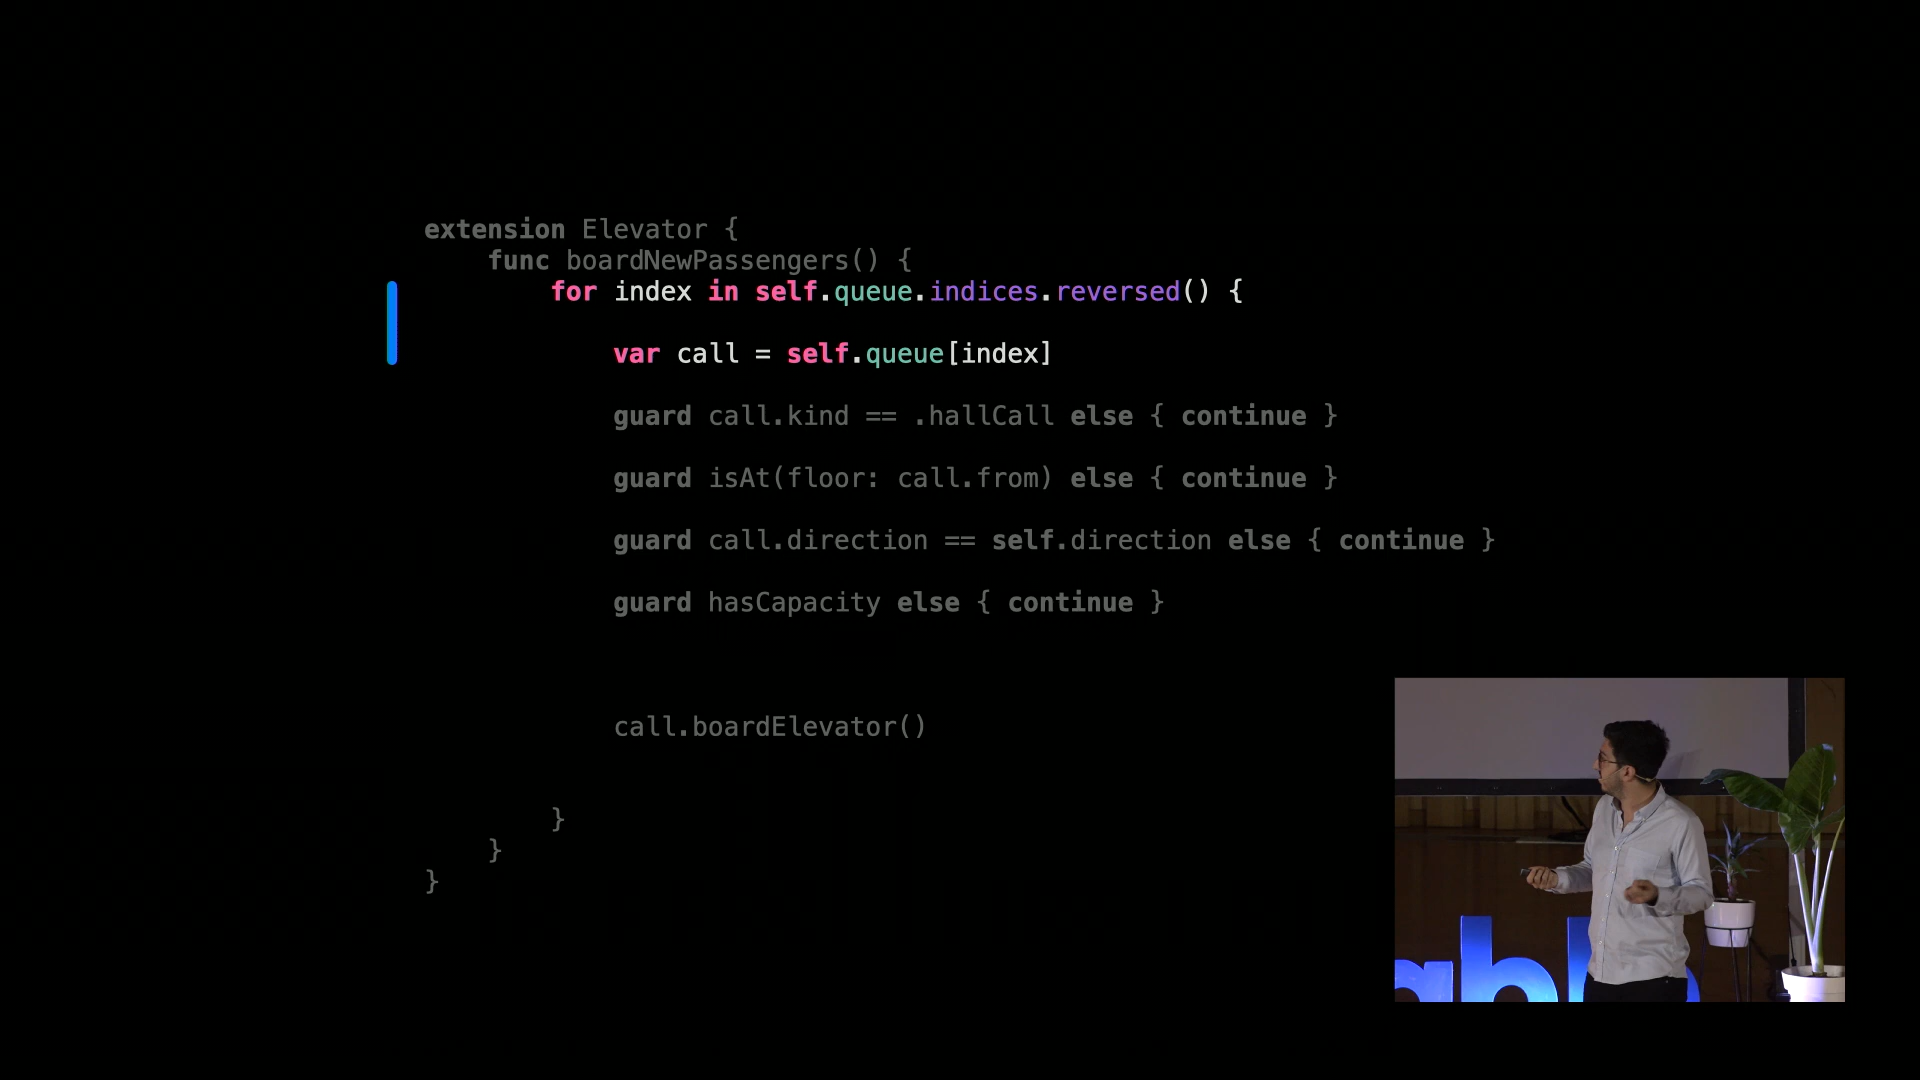 extension Elevator {
func boardNewPassengers() {
for index in self.queue.indices.reversed() {
var call = self.queue[index]
guard call.kind == .hallCall else { continue }
guard isAt(floor: call.from) else { continue }
guard call.direction == self.direction else { continue }
guard hasCapacity else { continue }
call.boardElevator()
}
}
}